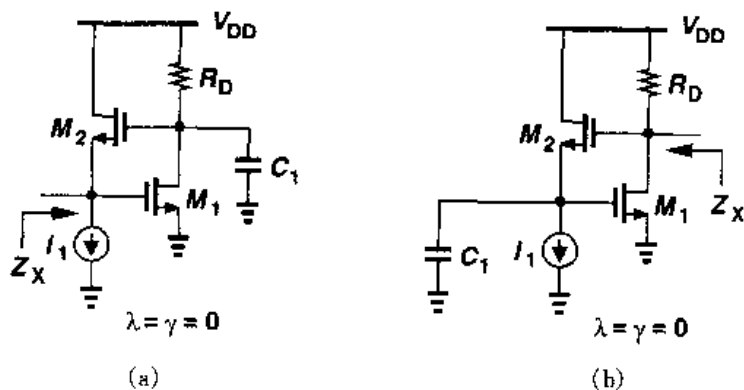 V_DD
R_D
M_2
C_1
M_1
I_1
Z_X
λ = γ = 0
(a)
V_DD
R_D
M_2
M_1
Z_X
C_1
I_1
λ = γ = 0
(b)